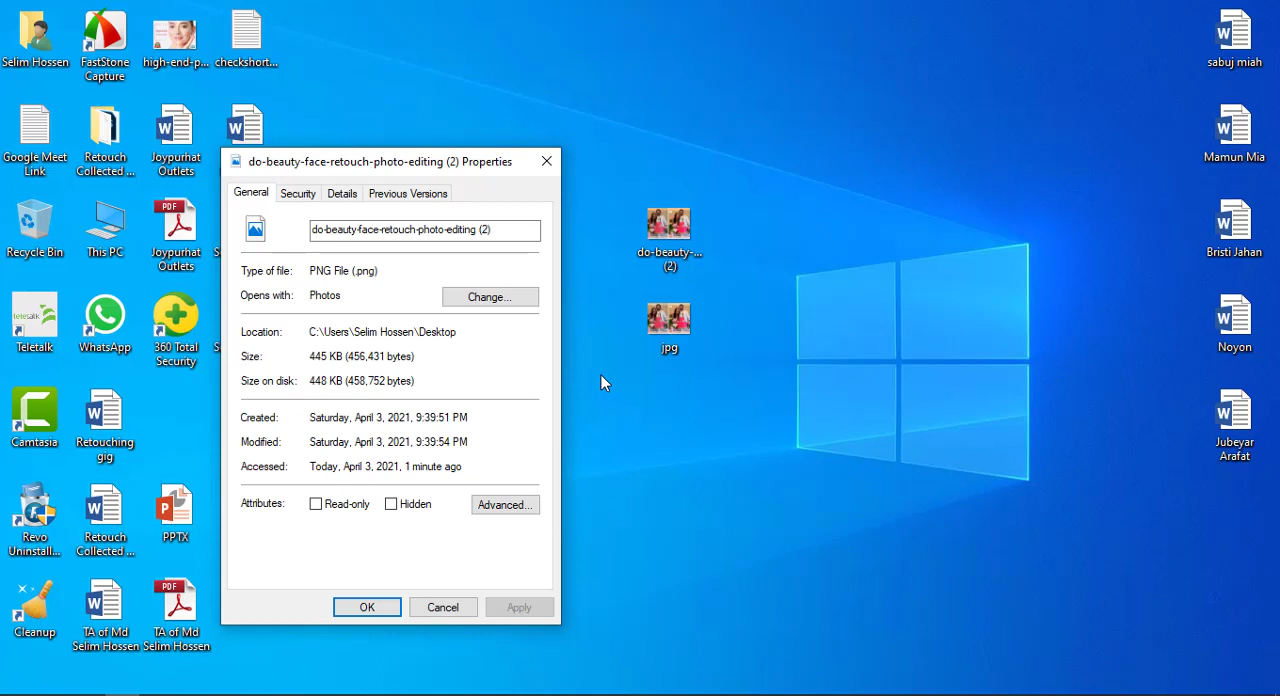 Selim Hossen
FastStone
Capture
high-end-p...
checkshort...
Google Meet
Link
Retouch
Collected ...
Joypurhat
Outlets
Recycle Bin
This PC
Joypurhat
Outlets
Teletalk
WhatsApp
360 Total
Security
Camtasia
Retouching
gig
Revo
Uninstall...
Retouch
Collected ...
PPTX
Cleanup
TA of Md
Selim Hossen
TA of Md
Selim Hossen
do-beauty-face-retouch-photo-editing (2) Properties
General
Security
Details
Previous Versions
do-beauty-face-retouch-photo-editing (2)
Type of file: PNG File (.png)
Opens with: Photos
Change...
Location: C:\Users\Selim Hossen\Desktop
Size: 445 KB (456,431 bytes)
Size on disk: 448 KB (458,752 bytes)
Created: Saturday, April 3, 2021, 9:39:51 PM
Modified: Saturday, April 3, 2021, 9:39:54 PM
Accessed: Today, April 3, 2021, 1 minute ago
Attributes: Read-only Hidden Advanced...
OK
Cancel
Apply
do-beauty-...
(2)
jpg
sabuj miah
Mamun Mia
Bristi Jahan
Noyon
Jubeyar
Arafat